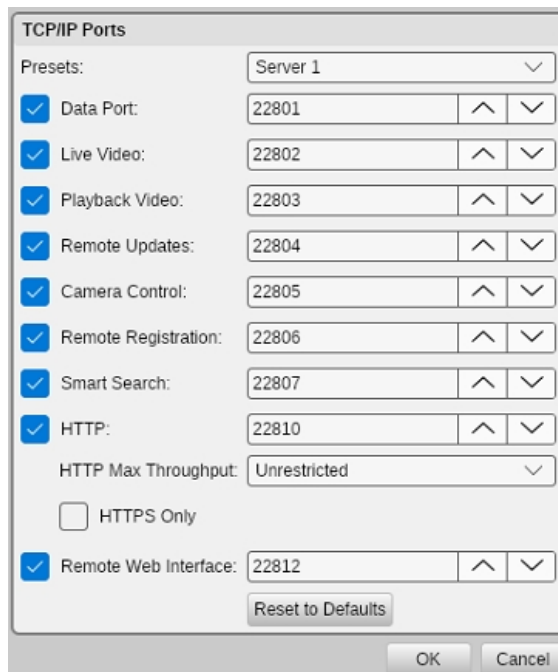 TCP/IP Ports
Presets: Server 1
Data Port: 22801
Live Video: 22802
Playback Video: 22803
Remote Updates: 22804
Camera Control: 22805
Remote Registration: 22806
Smart Search: 22807
HTTP: 22810
HTTP Max Throughput: Unrestricted
HTTPS Only
Remote Web Interface: 22812
Reset to Defaults
OK Cancel